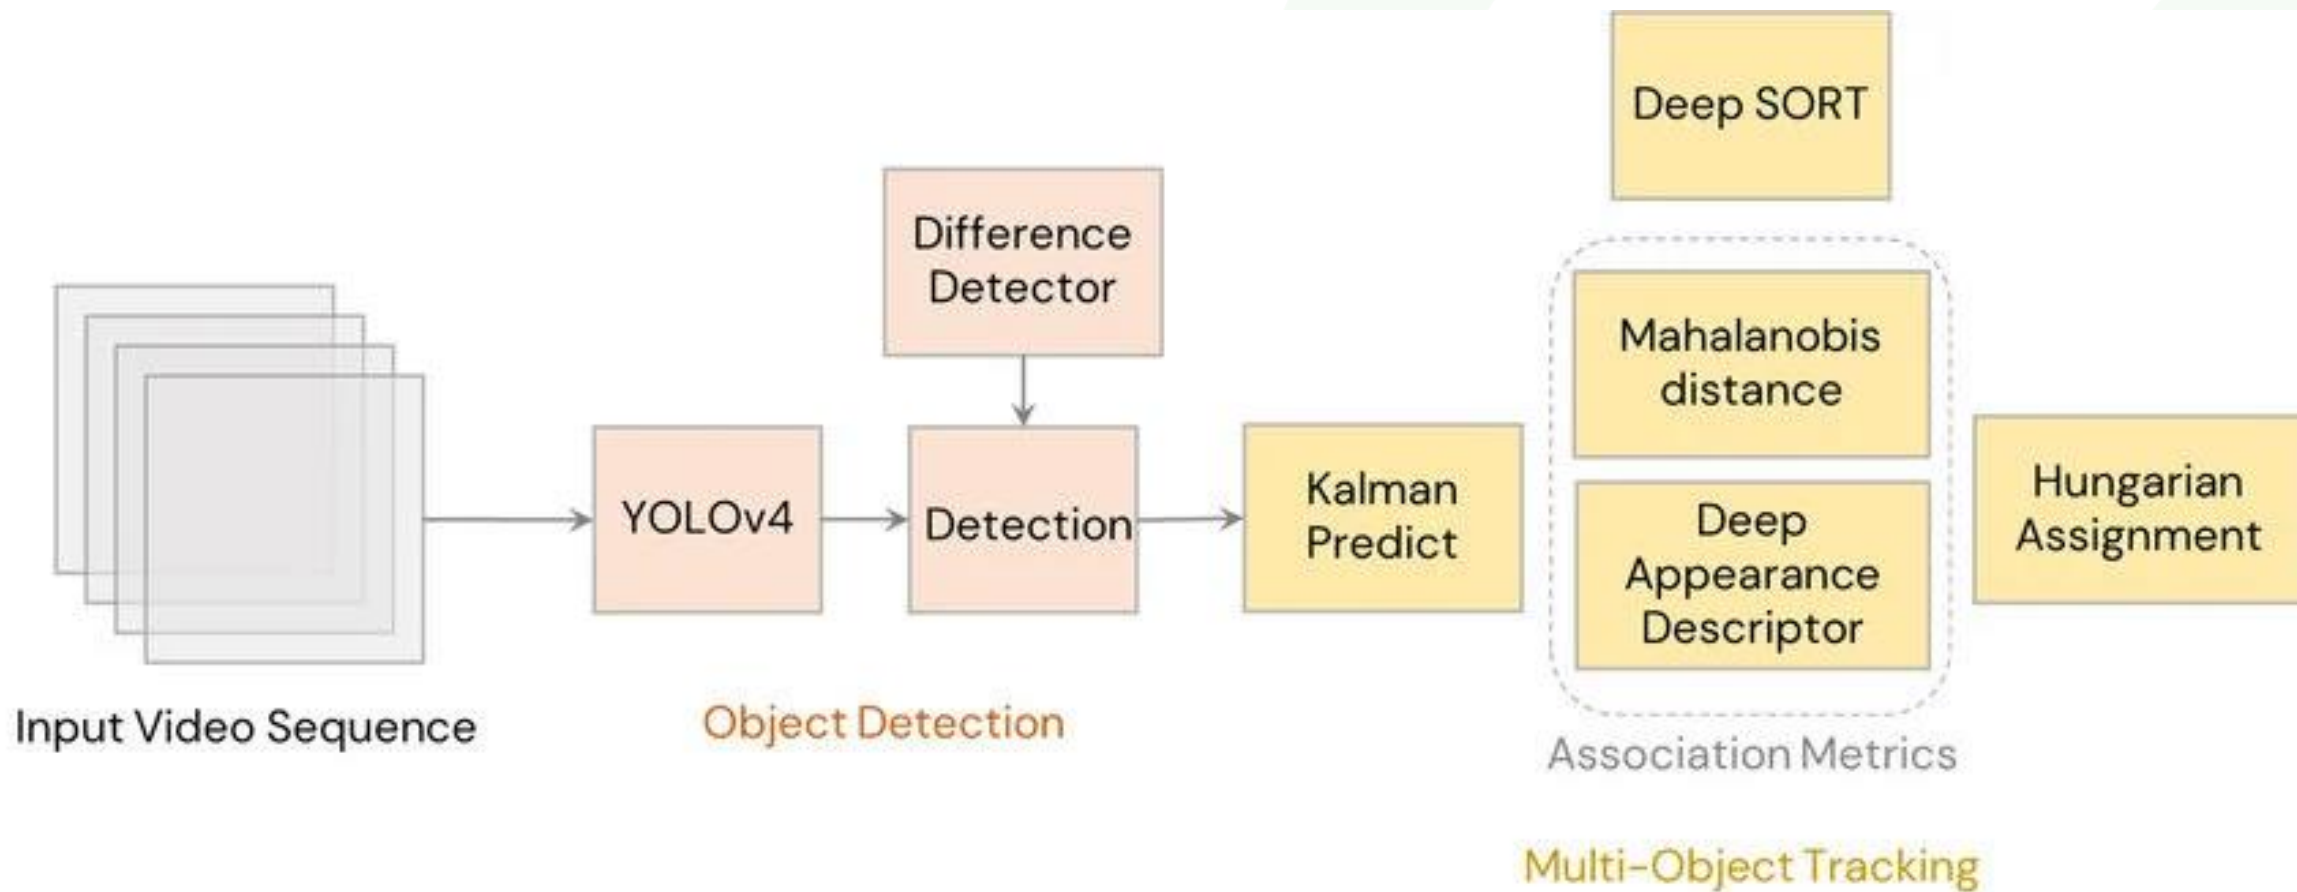 Deep SORT
Difference
Detector
Mahalanobis
distance
YOLOv4
Detection
Kalman
Predict
Deep
Appearance
Descriptor
Hungarian
Assignment
Input Video Sequence
Object Detection
Association Metrics
Multi-Object Tracking